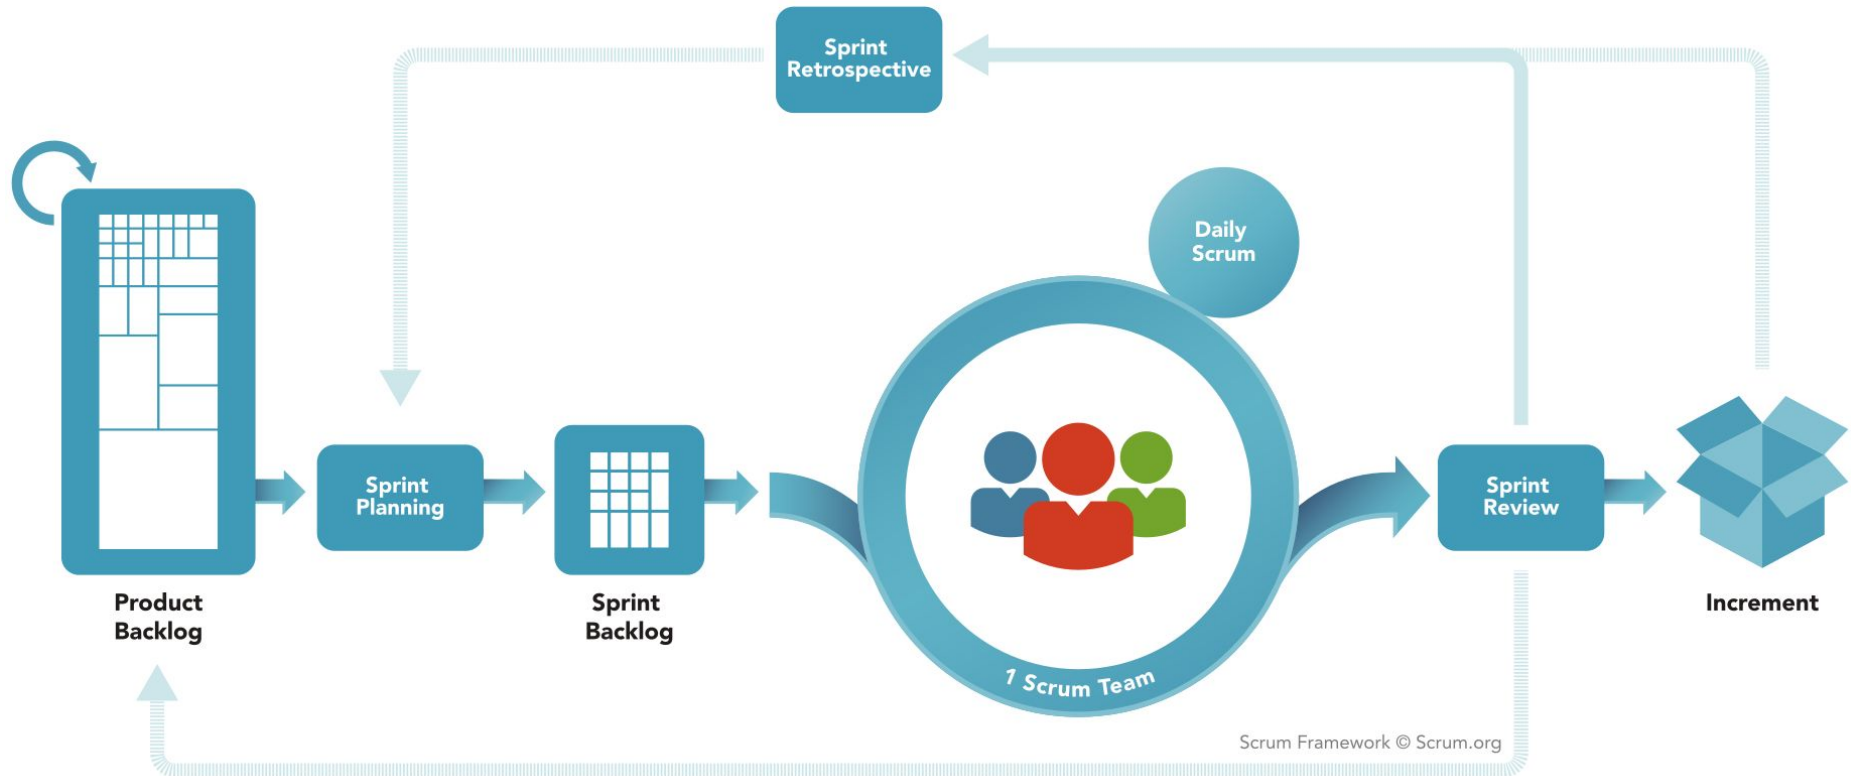 Sprint
Retrospective
Daily
Scrum
Sprint
Planning
Sprint
Review
Product
Backlog
Sprint
Backlog
1 Scrum Team
Increment
Scrum Framework © Scrum.org